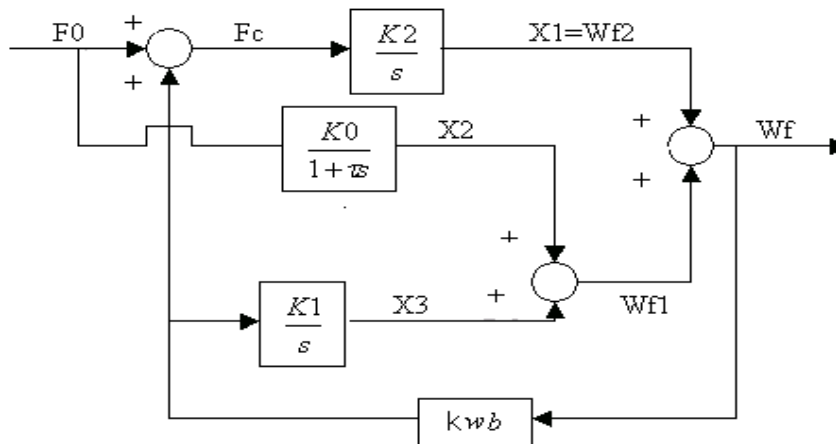 F0
+
+
Fc
K2
s
X1=Wf2
+
+
Wf
K0
1+τs
X2
+
+
Wf1
K1
s
X3
kwb